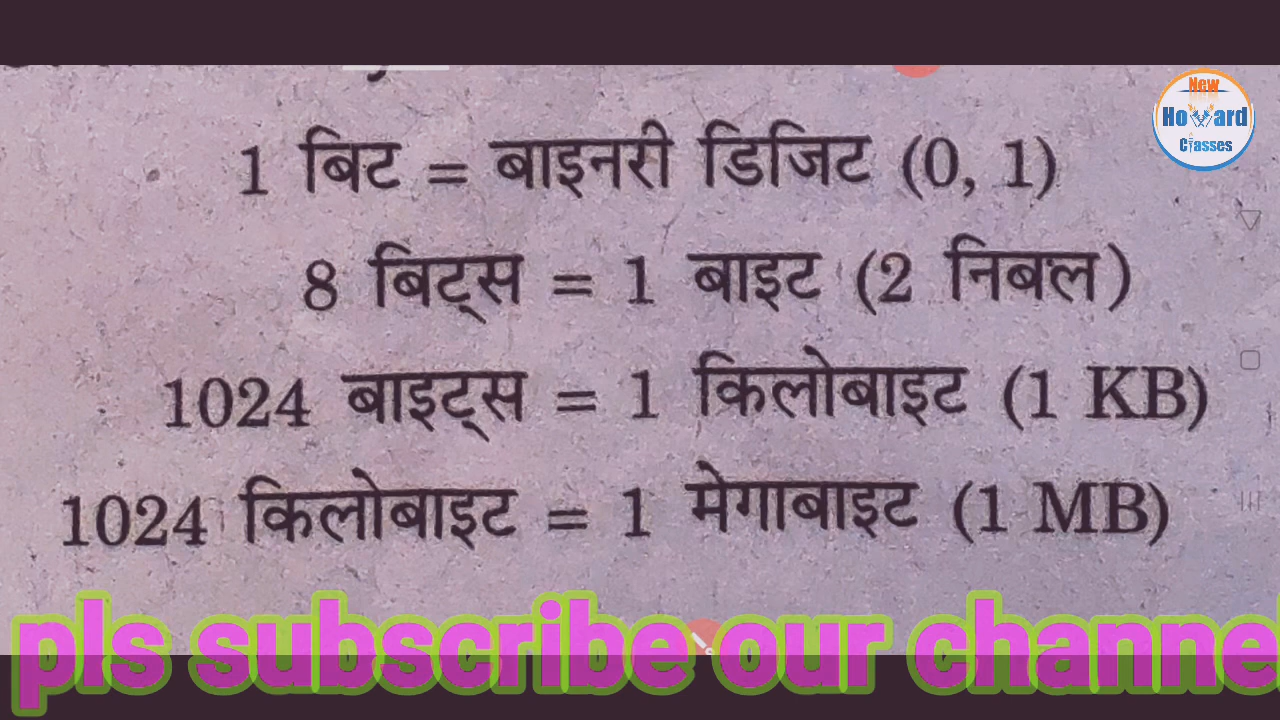 New
Howard
Classes
1 बिट = बाइनरी डिजिट (0, 1)
8 बिट्स = 1 बाइट (2 निबल)
1024 बाइट्स = 1 किलोबाइट (1 KB)
1024 किलोबाइट = 1 मेगाबाइट (1 MB)
pls subscribe our channe